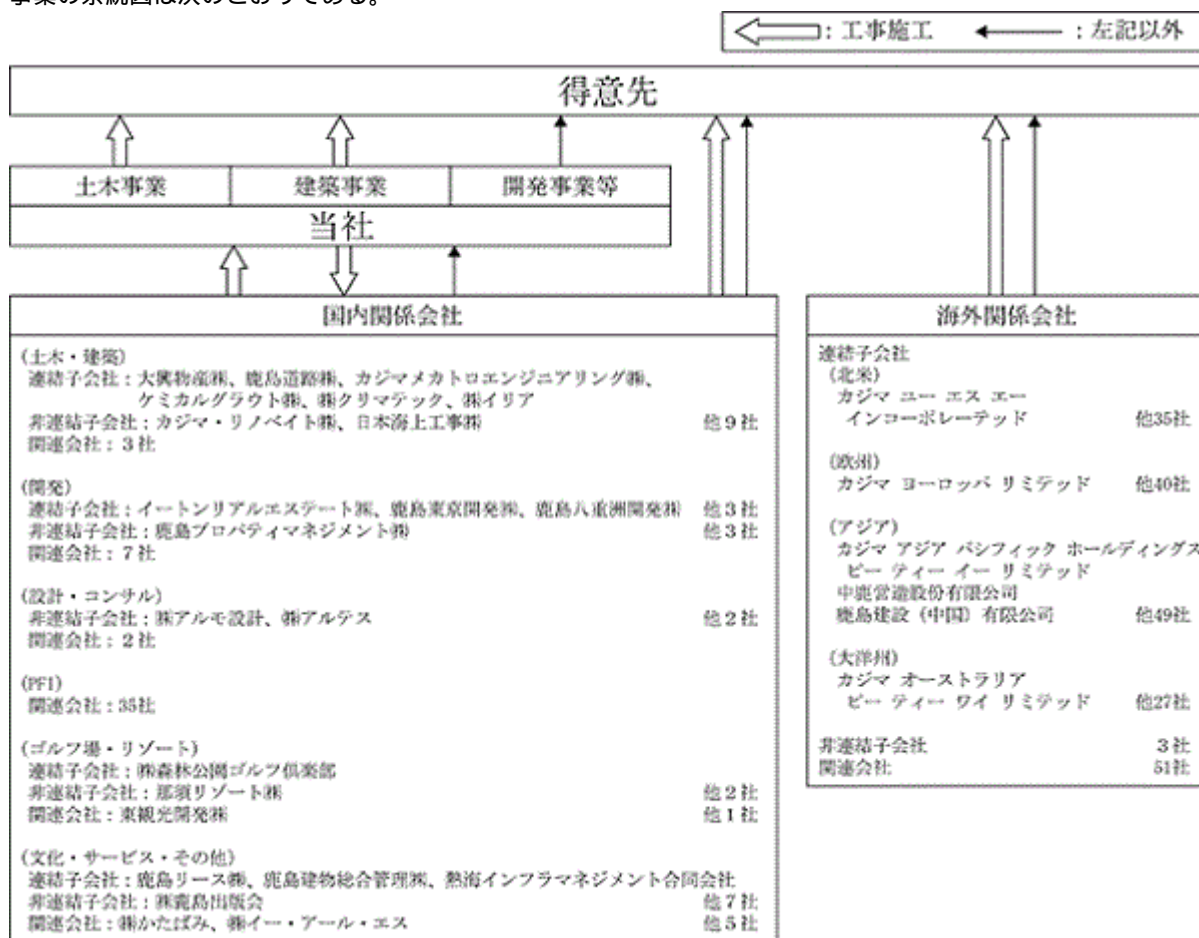 事業の系統図は次のとおりである。
：工事施工　：左記以外
得意先
土木事業　建築事業　開発事業等
当社
国内関係会社
(土木・建築)
連結子会社：大興物産㈱、鹿島道路㈱、カジマメカトロエンジニアリング㈱、
ケミカルグラウト㈱、㈱クリマテック、㈱イリア
非連結子会社：カジマ・リノベイト㈱、日本海上工事㈱　他９社
関連会社：３社
(開発)
連結子会社：イートンリアルエステート㈱、鹿島東京開発㈱、鹿島八重洲開発㈱　他３社
非連結子会社：鹿島プロパティマネジメント㈱　他３社
関連会社：７社
(設計・コンサル)
非連結子会社：㈱アルモ設計、㈱アルテス　他２社
関連会社：２社
(PFI)
関連会社：35社
(ゴルフ場・リゾート)
連結子会社：㈱森林公園ゴルフ倶楽部
非連結子会社：那須リゾート㈱　他２社
関連会社：東観光開発㈱　他１社
(文化・サービス・その他)
連結子会社：鹿島リース㈱、鹿島建物総合管理㈱、熱海インフラマネジメント合同会社
非連結子会社：㈱鹿島出版会　他７社
関連会社：㈱かたばみ、㈱イー・アール・エス　他５社
海外関係会社
連結子会社
(北米)
カジマ ユー エス エー
インコーポレーテッド　他35社
(欧州)
カジマ ヨーロッパ リミテッド　他40社
(アジア)
カジマ アジア パシフィック ホールディングス
ピー ティー イー リミテッド
中鹿営造股份有限公司
鹿島建設（中国）有限公司　他49社
(大洋州)
カジマ オーストラリア
ピー ティー ワイ リミテッド　他27社
非連結子会社　３社
関連会社　51社